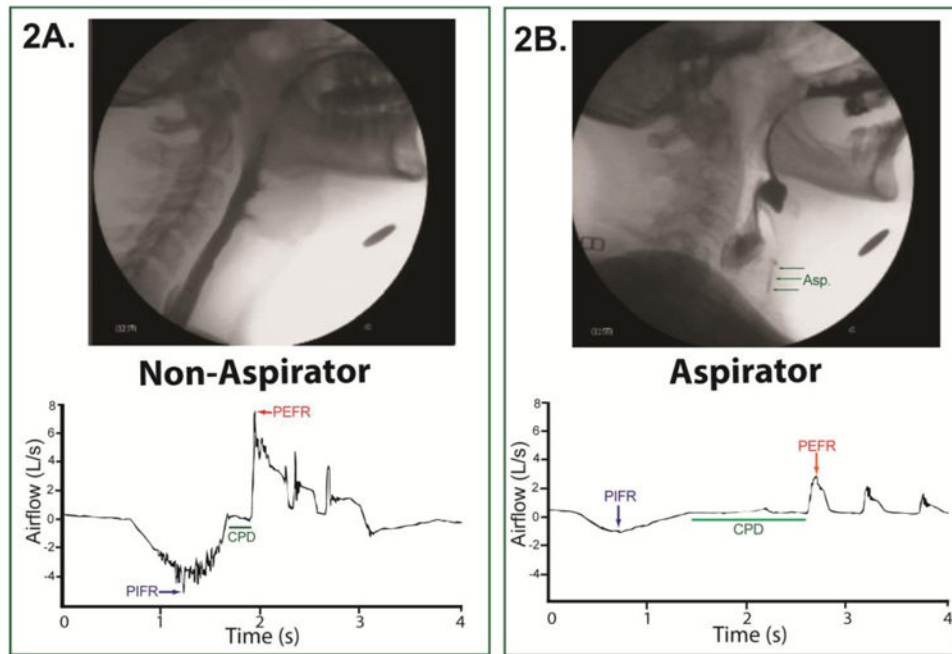 2A.
Non-Aspirator
Airflow (L/s)
8
6
4
2
0
-2
-4
PEFR
CPD
PIFR
0 1 2 3 4
Time (s)
2B.
Asp.
Aspirator
Airflow (L/s)
8
6
4
2
0
-2
-4
PEFR
PIFR
CPD
0 1 2 3 4
Time (s)